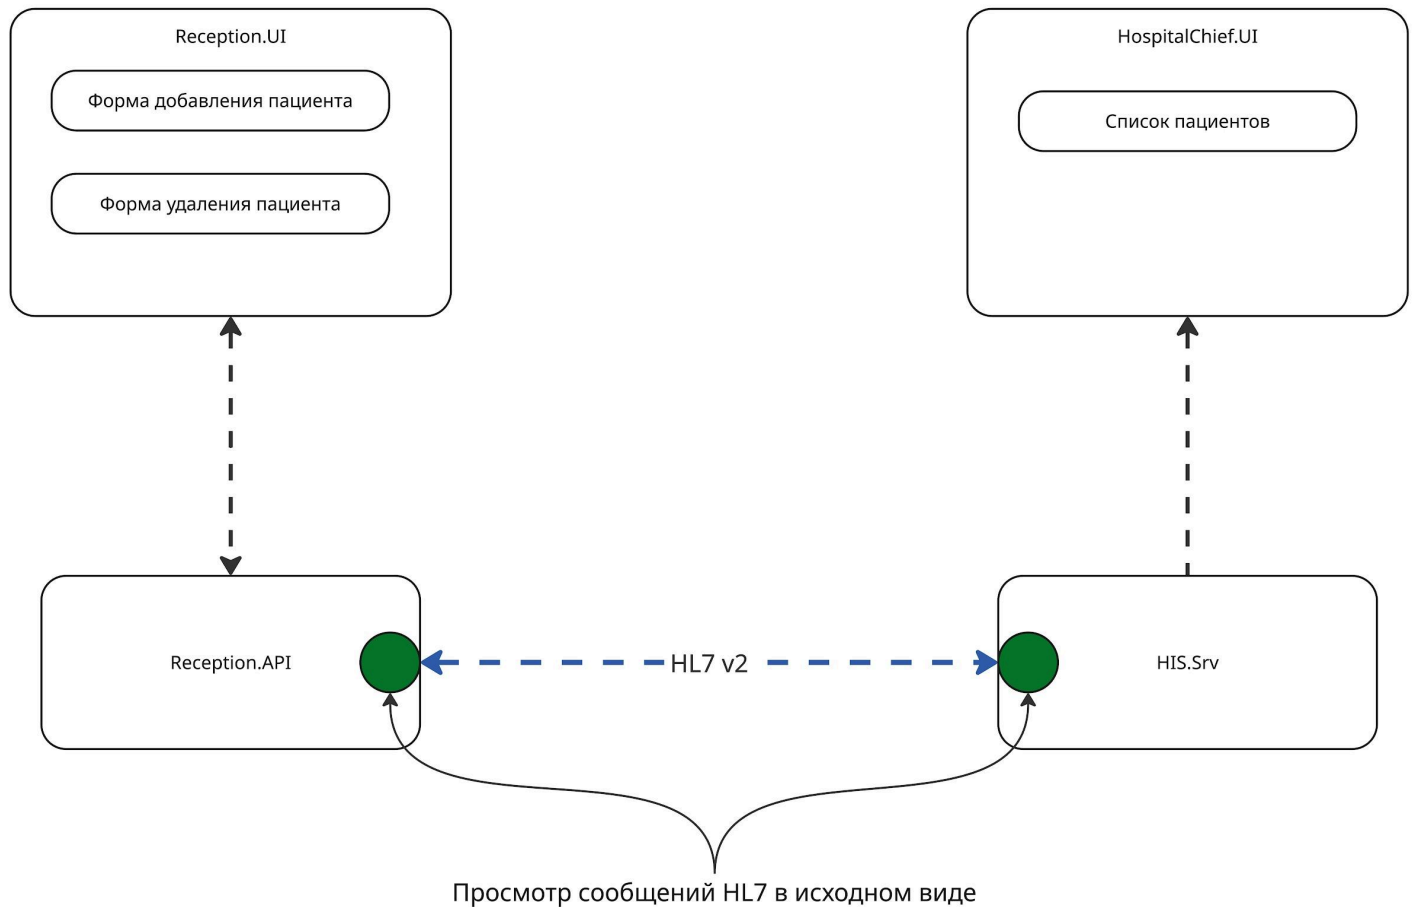 Reception.UI
Форма добавления пациента
Форма удаления пациента
HospitalChief.UI
Список пациентов
Reception.API
HL7 v2
HIS.Srv
Просмотр сообщений HL7 в исходном виде